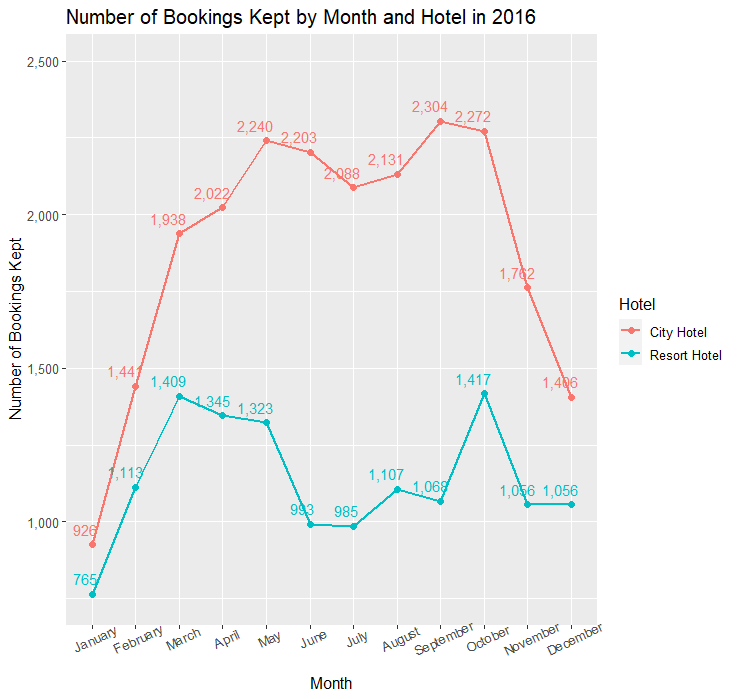 Number of Bookings Kept by Month and Hotel in 2016
Number of Bookings Kept
2,500
2,000
1,500
1,000
926
1,441
1,938
2,022
2,240
2,203
2,088
2,131
2,304
2,272
1,762
1,406
765
1,113
1,409
1,345
1,323
993
985
1,107
1,068
1,417
1,056
1,056
January
February
March
April
May
June
July
August
September
October
November
December
Month
Hotel
City Hotel
Resort Hotel